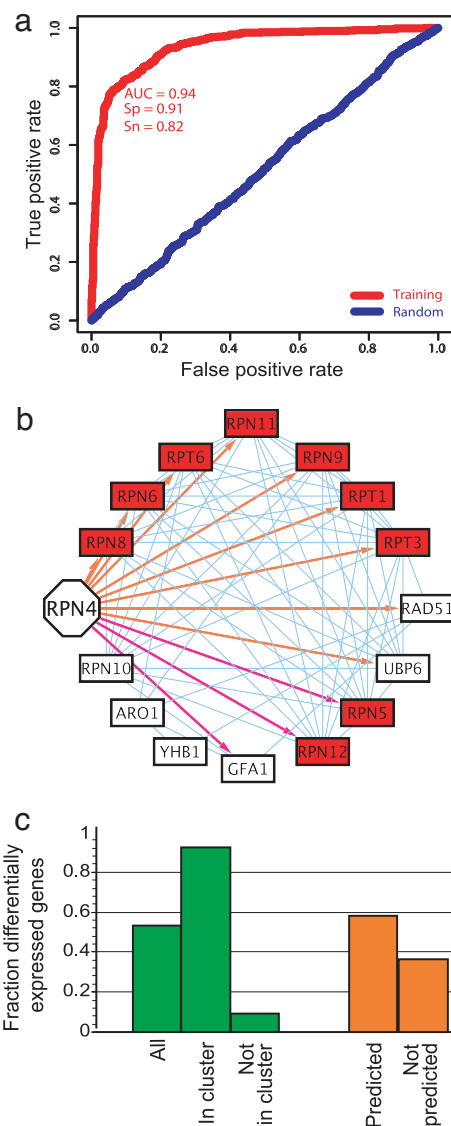 a
1.0
0.8
0.6
0.4
0.2
0.0
True positive rate
AUC = 0.94
Sp = 0.91
Sn = 0.82
Training
Random
0.0 0.2 0.4 0.6 0.8 1.0
False positive rate
b
RPN11
RPT6
RPN9
RPN6
RPT1
RPN8
RPT3
RPN4
RAD51
RPN10
UBP6
ARO1
RPN5
YHB1
RPN12
GFA1
c
1
0.8
0.6
0.4
0.2
0
Fraction differentially
expressed genes
All
In cluster
Not
in cluster
Predicted
Not
predicted